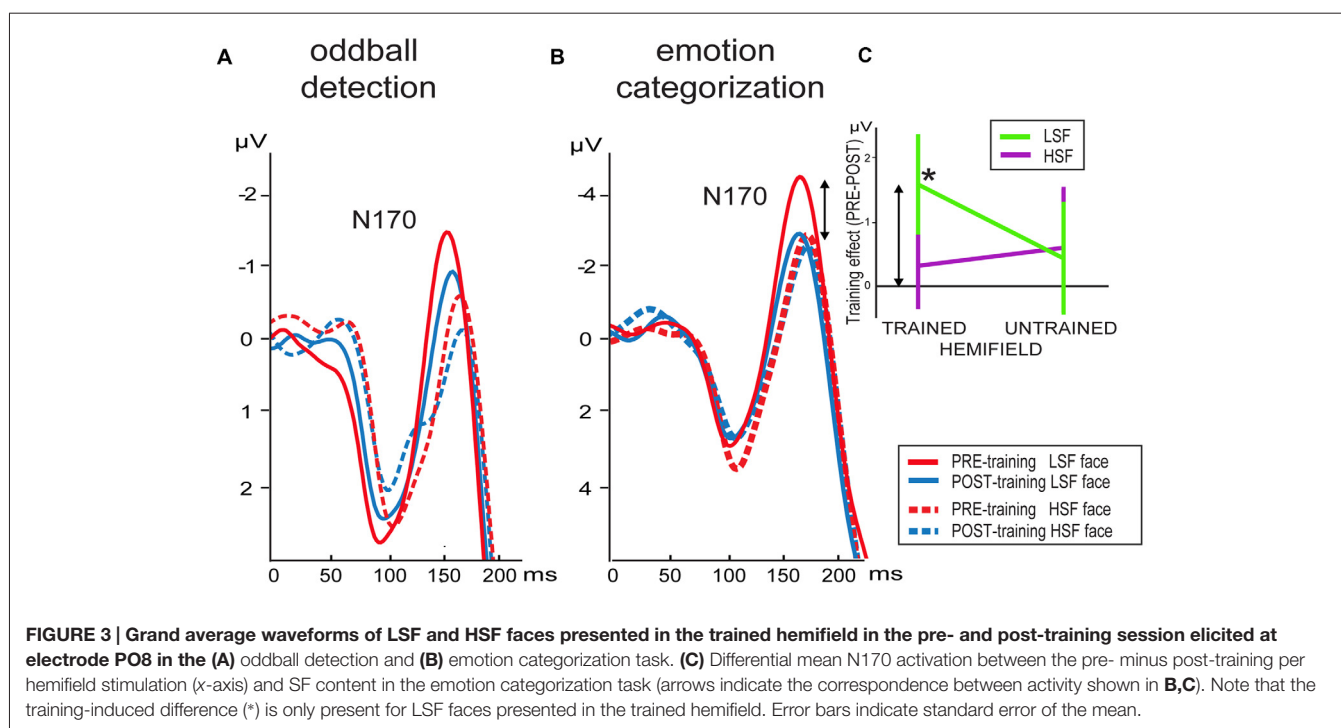 A oddball
detection
µV
-2
-1
0
1
2
N170
0 50 100 150 200 ms
B emotion
categorization
µV
-4
-2
0
2
4
N170
0 50 100 150 200 ms
C
µV
2
1
0
Training effect (PRE-POST)
LSF
HSF
*
TRAINED UNTRAINED
HEMIFIELD
PRE-training LSF face
POST-training LSF face
PRE-training HSF face
POST-training HSF face
FIGURE 3 | Grand average waveforms of LSF and HSF faces presented in the trained hemifield in the pre- and post-training session elicited at
electrode PO8 in the (A) oddball detection and (B) emotion categorization task. (C) Differential mean N170 activation between the pre- minus post-training per
hemifield stimulation (x-axis) and SF content in the emotion categorization task (arrows indicate the correspondence between activity shown in B,C). Note that the
training-induced difference (*) is only present for LSF faces presented in the trained hemifield. Error bars indicate standard error of the mean.